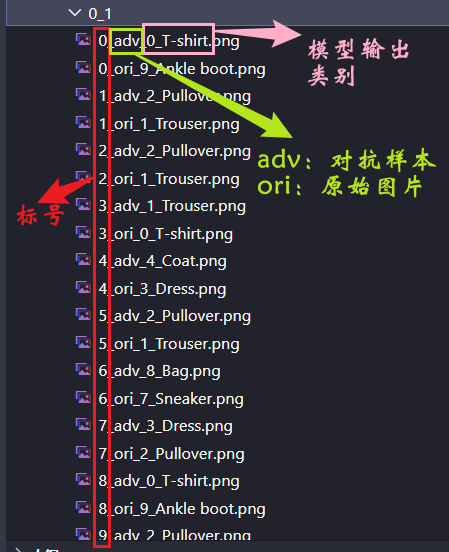 0_1
0_adv_0_T-shirt.png
模型输出
类别
0_ori_9_Ankle boot.png
1_adv_2_Pullover.png
1_ori_1_Trouser.png
2_adv_2_Pullover.png
adv：对抗样本
2_ori_1_Trouser.png
ori：原始图片
标号
3_adv_1_Trouser.png
3_ori_0_T-shirt.png
4_adv_4_Coat.png
4_ori_3_Dress.png
5_adv_2_Pullover.png
5_ori_1_Trouser.png
6_adv_8_Bag.png
6_ori_7_Sneaker.png
7_adv_3_Dress.png
7_ori_2_Pullover.png
8_adv_0_T-shirt.png
8_ori_9_Ankle boot.png
9_adv_2_Pullover.png